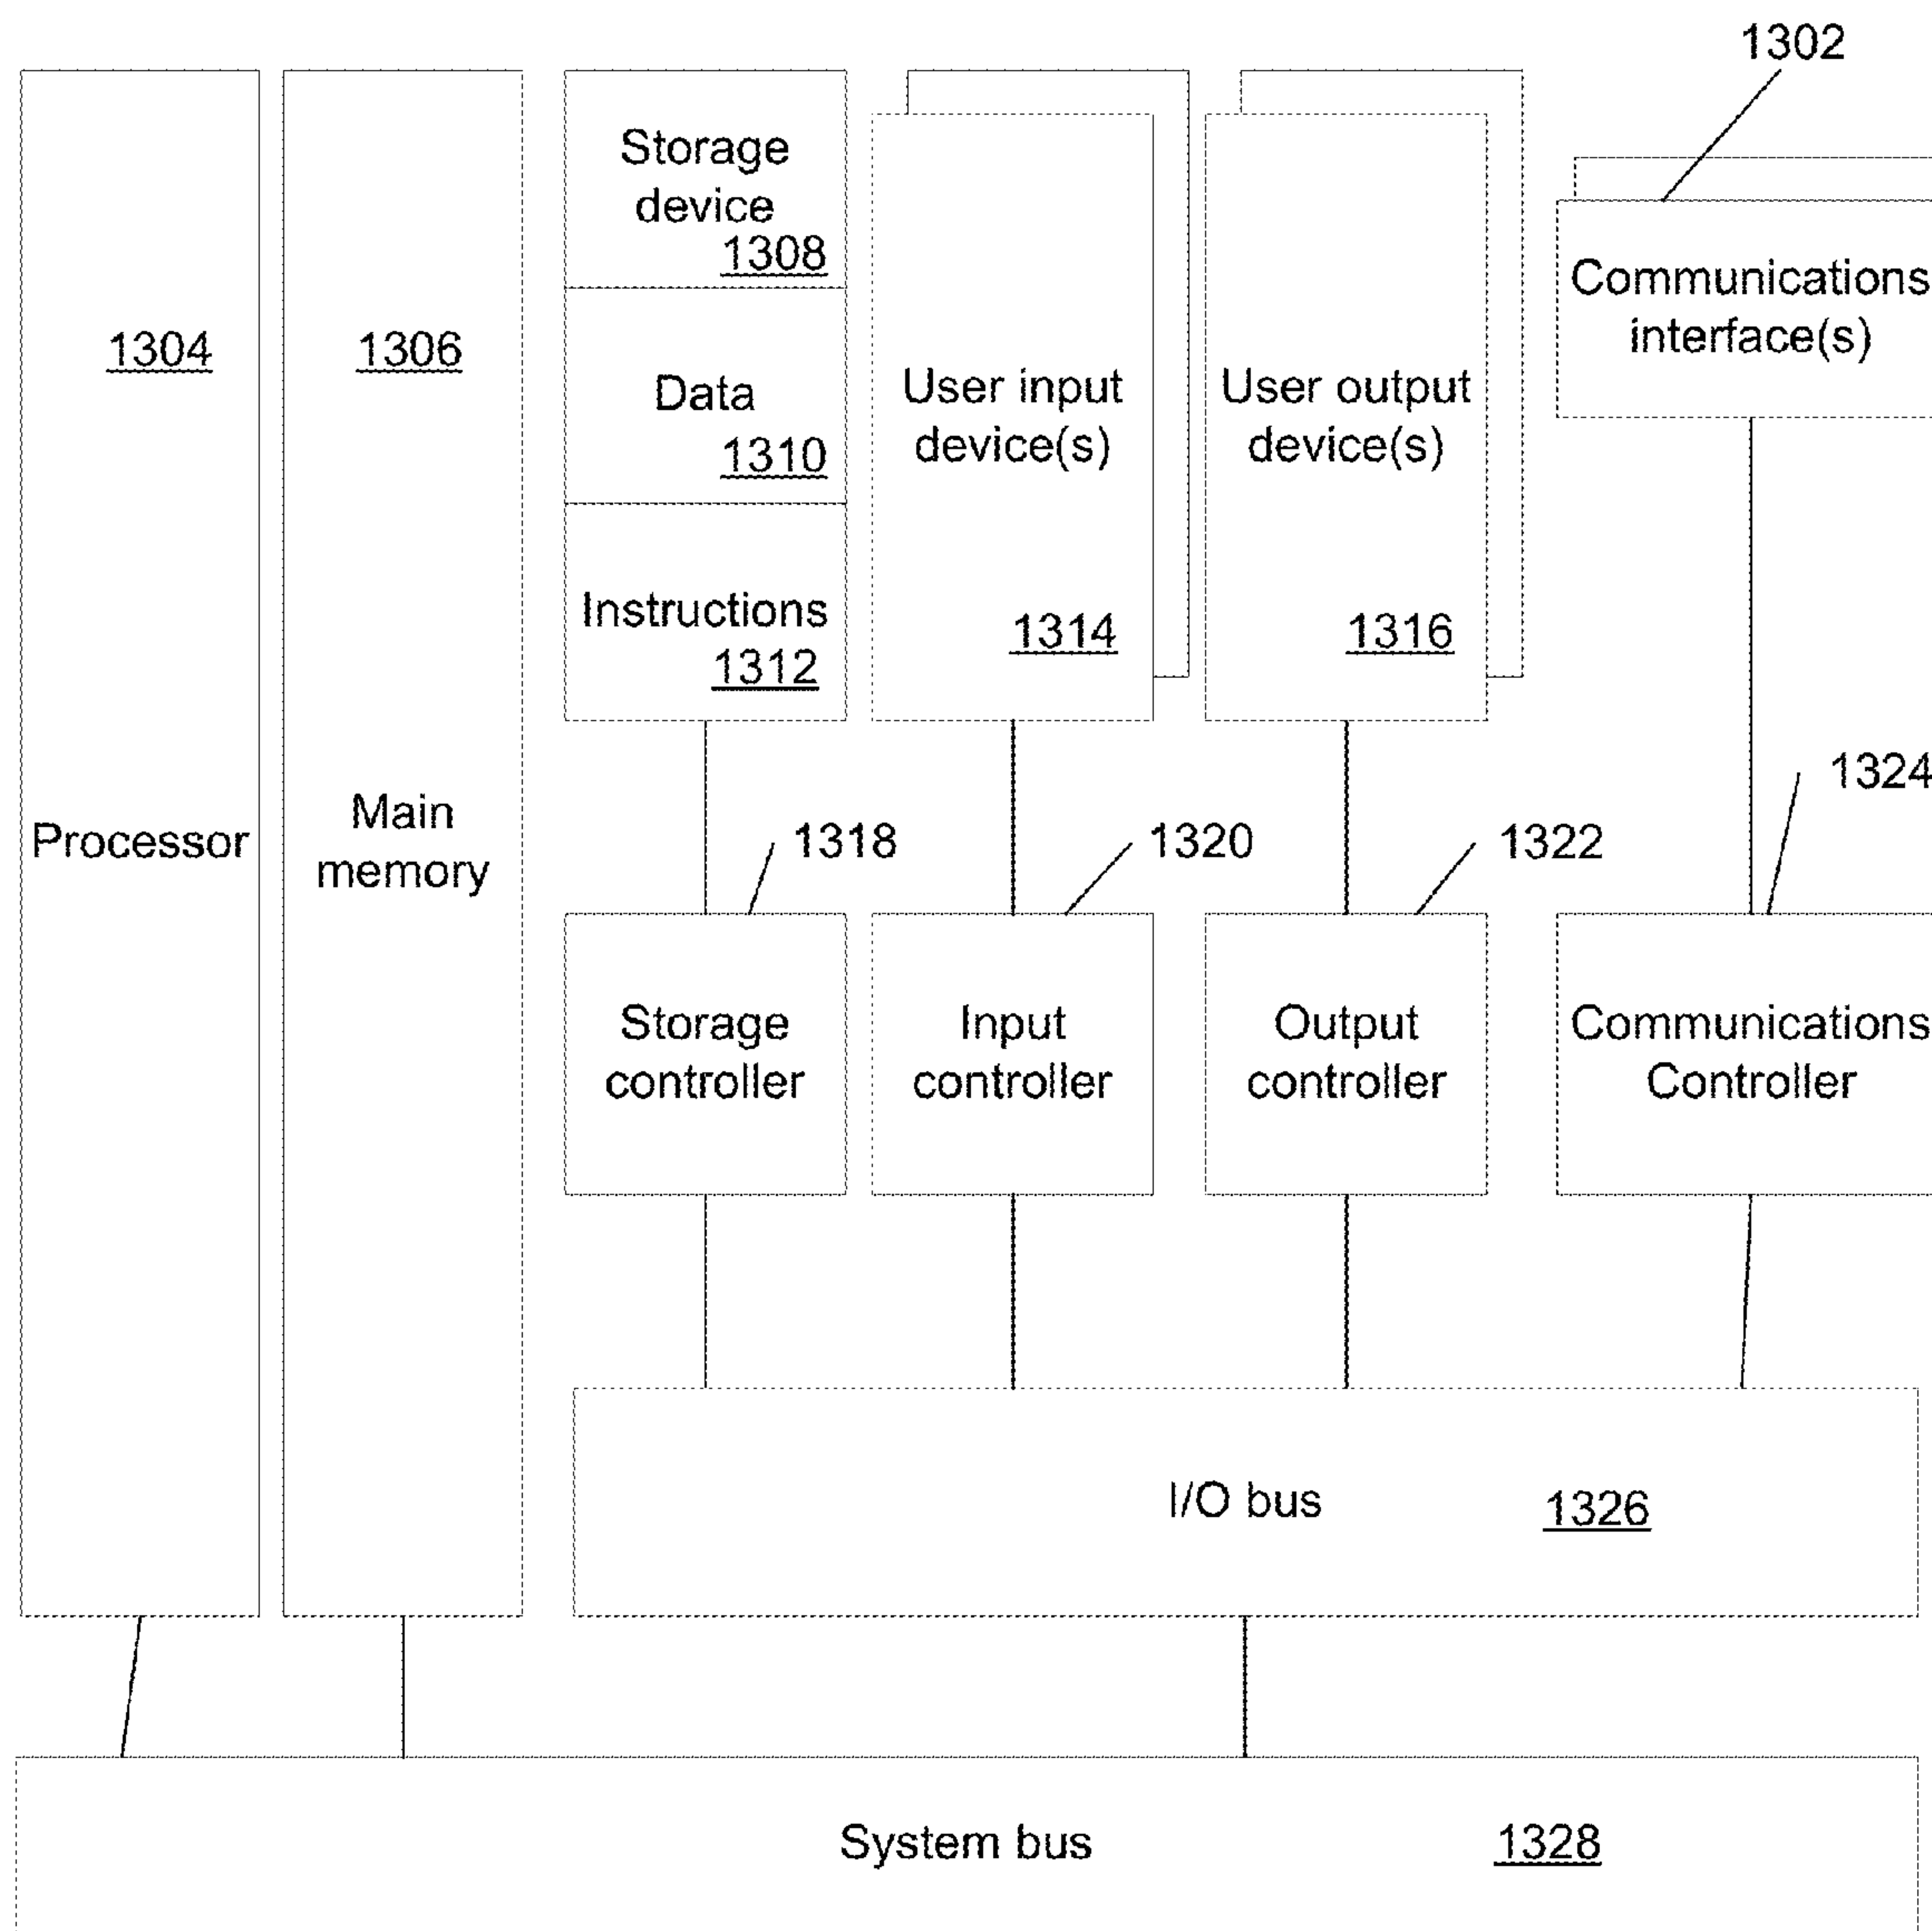 1302
Storage
device
1308
Communications
interface(s)
1304
1306
Data
1310
User input
device(s)
1314
User output
device(s)
1316
Instructions
1312
Processor
Main
memory
1318
1320
1322
1324
Storage
controller
Input
controller
Output
controller
Communications
Controller
I/O bus
1326
System bus
1328